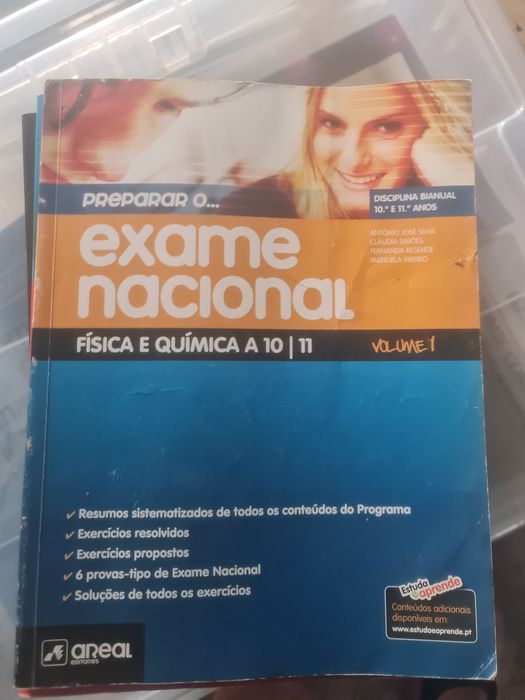 PREPARAR O...
DISCIPLINA BIANUAL
10.º E 11.º ANOS
exame
nacional
ANTÓNIO JOSÉ SILVA
CLÁUDIA SIMÕES
FERNANDA RESENDE
MANUELA RIBEIRO
FÍSICA E QUÍMICA A 10 | 11
VOLUME 1
Resumos sistematizados de todos os conteúdos do Programa
Exercícios resolvidos
Exercícios propostos
6 provas-tipo de Exame Nacional
Soluções de todos os exercícios
Estuda e aprende
Conteúdos adicionais
disponíveis em:
www.estudaeaprende.pt
areal
editores